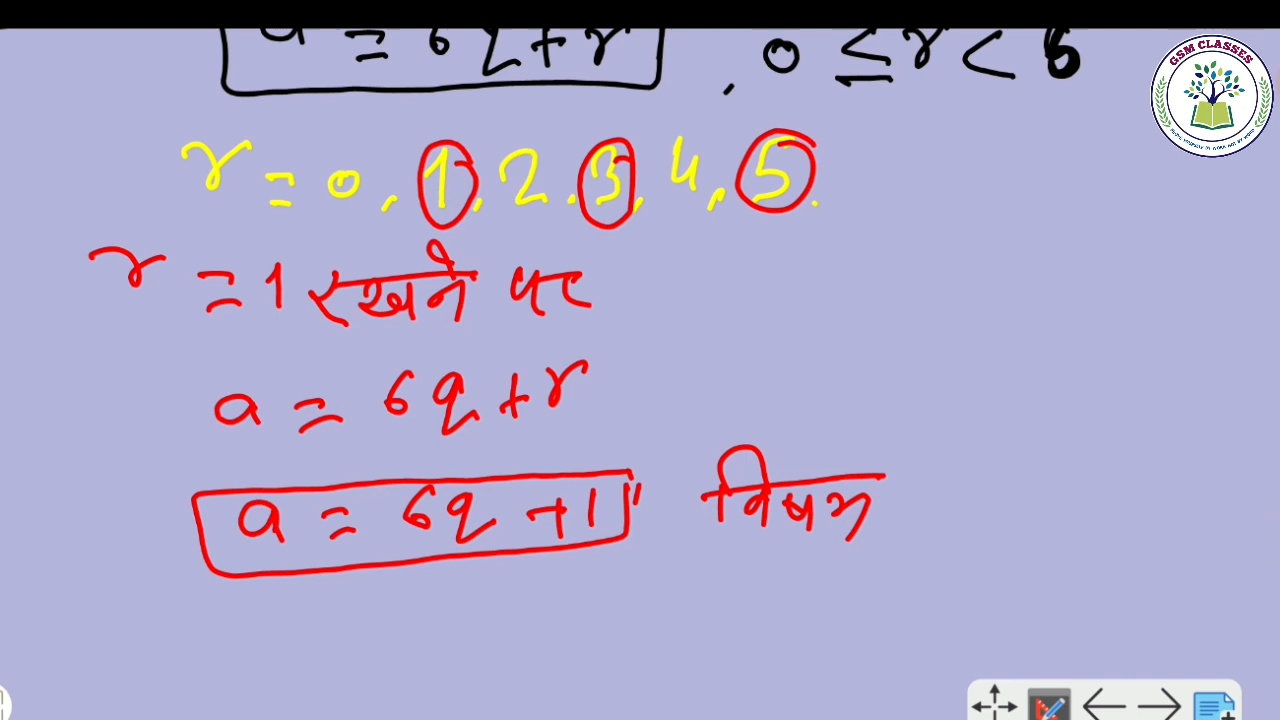 a = 6q + r , 0 ≤ r < 6
GSM CLASSES
r = 0, 1, 2, 3, 4, 5.
r = 1 रखने पर
a = 6q + r
a = 6q + 1 विषम